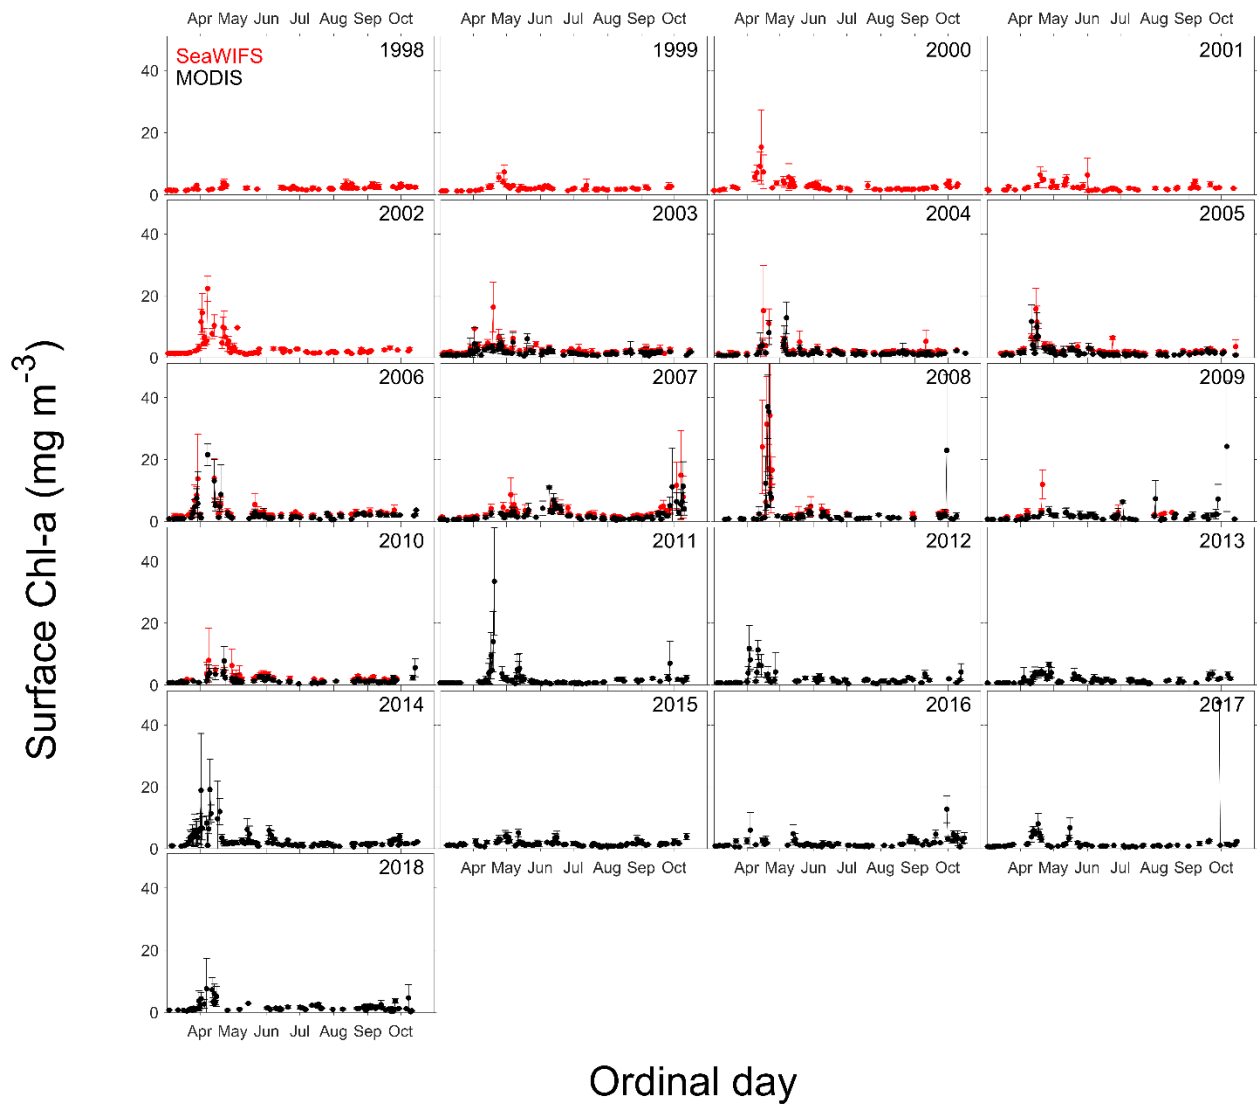 Apr May Jun Jul Aug Sep Oct Apr May Jun Jul Aug Sep Oct Apr May Jun Jul Aug Sep Oct Apr May Jun Jul Aug Sep Oct
SeaWIFS
MODIS
1998 1999 2000 2001
40
20
0
2002 2003 2004 2005
40
20
0
2006 2007 2008 2009
40
20
0
2010 2011 2012 2013
40
20
0
2014 2015 2016 2017
40
20
0
Apr May Jun Jul Aug Sep Oct Apr May Jun Jul Aug Sep Oct Apr May Jun Jul Aug Sep Oct
2018
40
20
0
Apr May Jun Jul Aug Sep Oct
Surface Chl-a (mg m⁻³)
Ordinal day